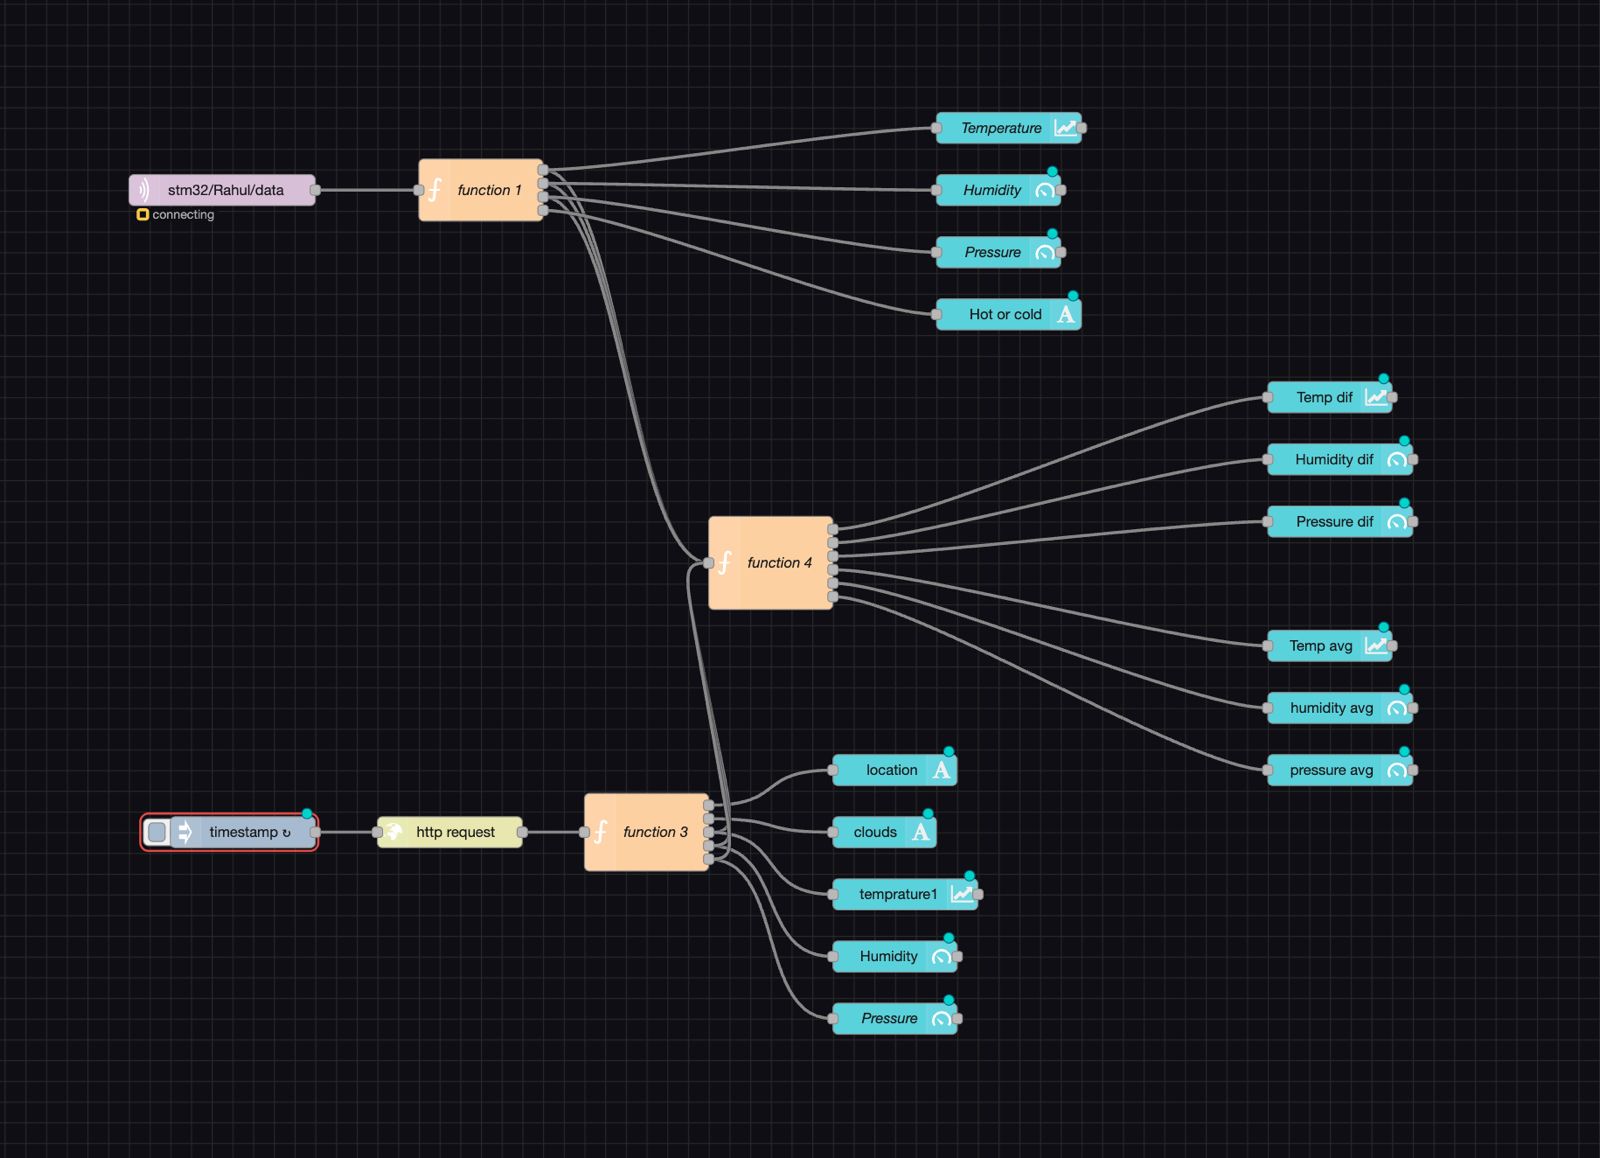 Temperature
stm32/Rahul/data
function 1
Humidity
connecting
Pressure
Hot or cold
Temp dif
Humidity dif
Pressure dif
function 4
Temp avg
humidity avg
pressure avg
location
timestamp ↻
http request
function 3
clouds
temprature1
Humidity
Pressure